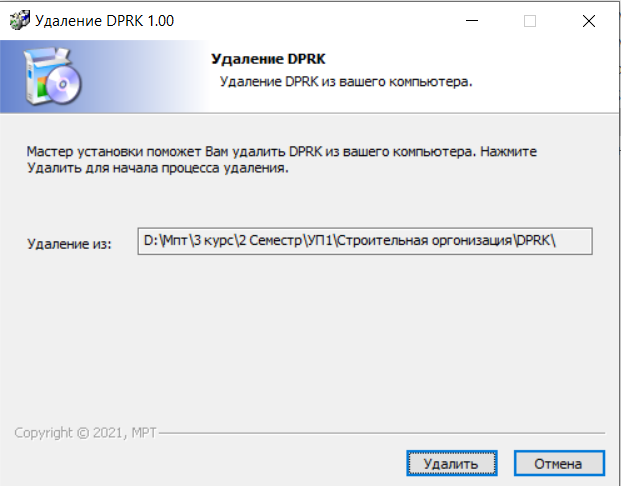 Удаление DPRK 1.00
Удаление DPRK
Удаление DPRK из вашего компьютера.
Мастер установки поможет Вам удалить DPRK из вашего компьютера. Нажмите
Удалить для начала процесса удаления.
Удаление из:
D:\Мпт\3 курс\2 Семестр\УП1\Строительная оргонизация\DPRK\
Copyright © 2021, MPT
Удалить
Отмена